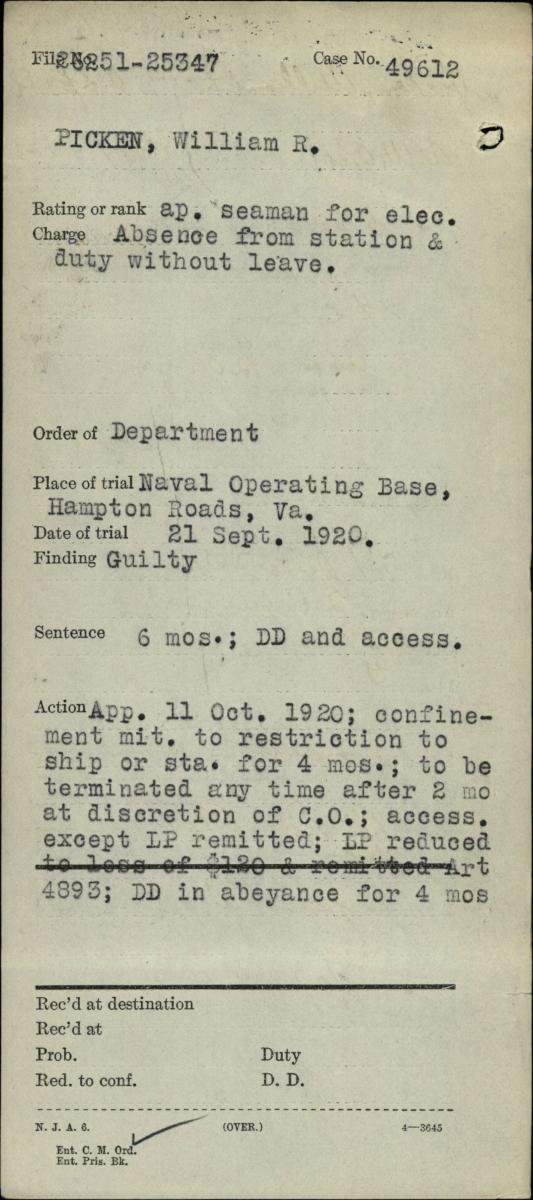 File No. 26251-25347 Case No. 49612
PICKEN, William R.
Rating or rank ap. seaman for elec.
Charge Absence from station &
duty without leave.
Order of Department
Place of trial Naval Operating Base,
Hampton Roads, Va.
Date of trial 21 Sept. 1920.
Finding Guilty
Sentence 6 mos.; DD and access.
Action App. 11 Oct. 1920; confine-
ment mit. to restriction to
ship or sta. for 4 mos.; to be
terminated any time after 2 mo
at discretion of C.O.; access.
except LP remitted; LP reduced
to loss of $120 & remitted Art
4893; DD in abeyance for 4 mos
Rec'd at destination
Rec'd at
Prob. Duty
Red. to conf. D. D.
N. J. A. 6. (OVER.) 4—3645
Ent. C. M. Ord.
Ent. Pris. Bk.